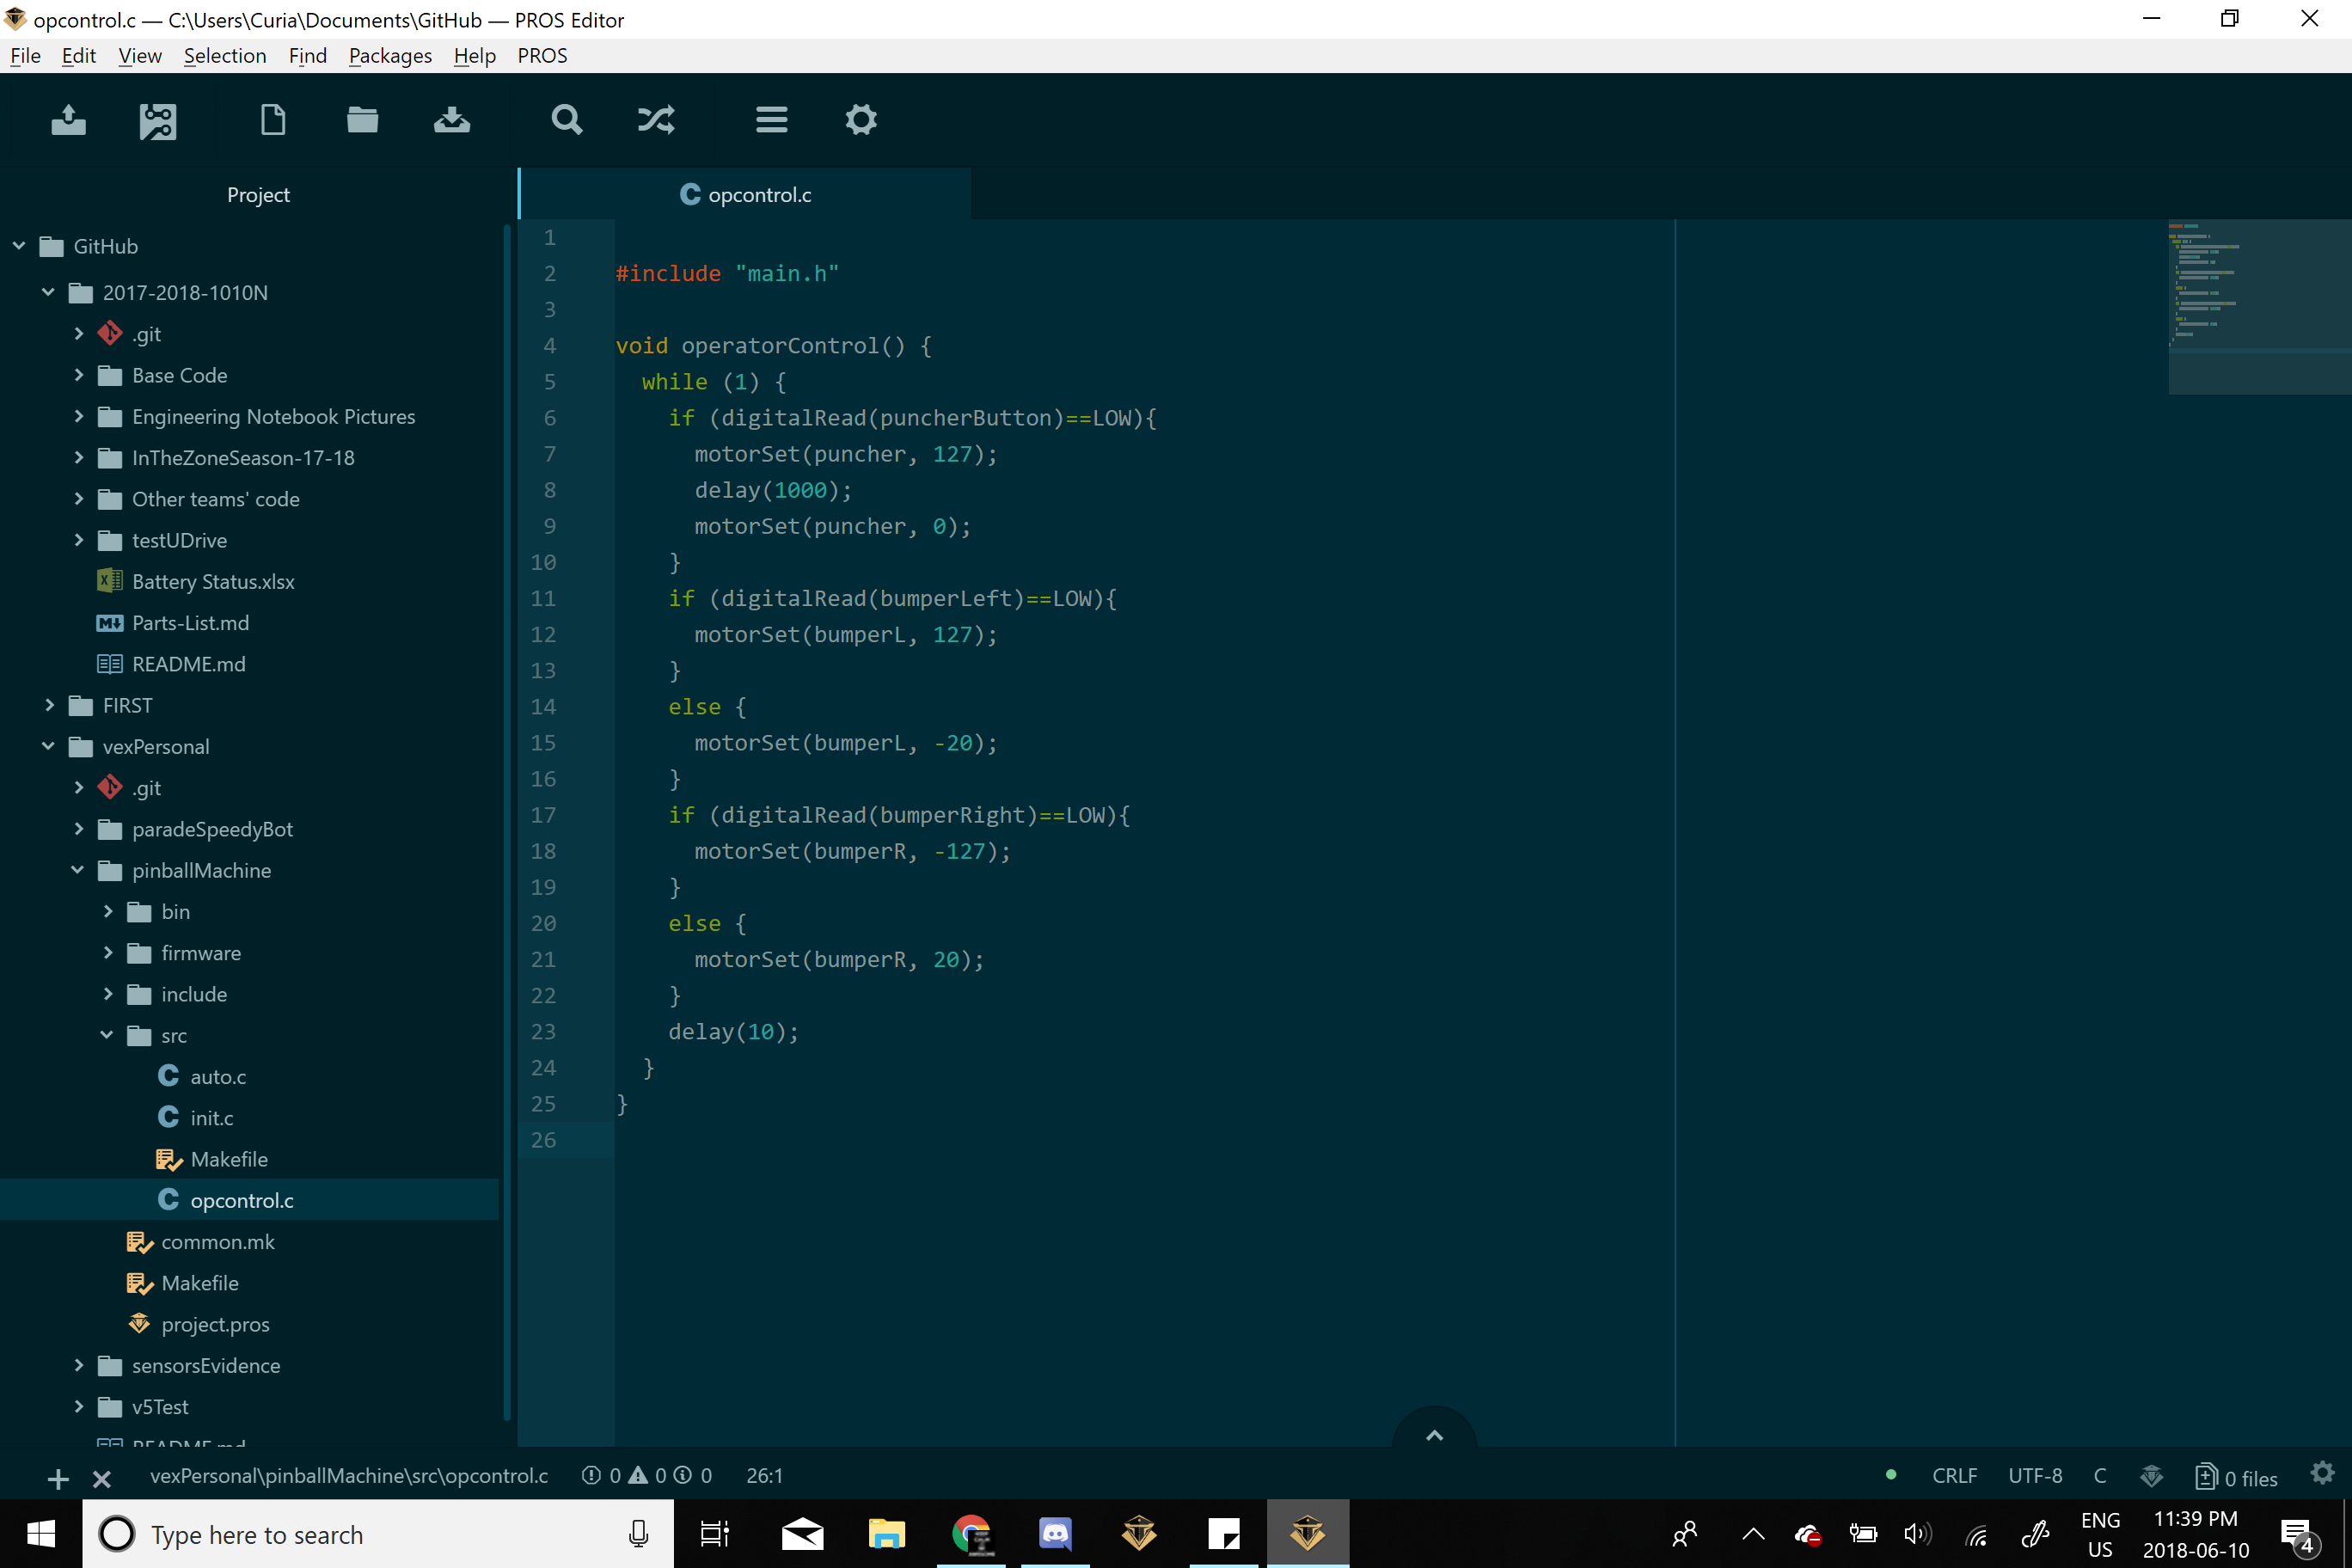 opcontrol.c — C:\Users\Curia\Documents\GitHub — PROS Editor
File Edit View Selection Find Packages Help PROS
Project
GitHub
2017-2018-1010N
.git
Base Code
Engineering Notebook Pictures
InTheZoneSeason-17-18
Other teams' code
testUDrive
Battery Status.xlsx
Parts-List.md
README.md
FIRST
vexPersonal
.git
paradeSpeedyBot
pinballMachine
bin
firmware
include
src
auto.c
init.c
Makefile
opcontrol.c
common.mk
Makefile
project.pros
sensorsEvidence
v5Test
README.md
opcontrol.c
1
2 #include "main.h"
3
4 void operatorControl() {
5 while (1) {
6 if (digitalRead(puncherButton)==LOW){
7 motorSet(puncher, 127);
8 delay(1000);
9 motorSet(puncher, 0);
10 }
11 if (digitalRead(bumperLeft)==LOW){
12 motorSet(bumperL, 127);
13 }
14 else {
15 motorSet(bumperL, -20);
16 }
17 if (digitalRead(bumperRight)==LOW){
18 motorSet(bumperR, -127);
19 }
20 else {
21 motorSet(bumperR, 20);
22 }
23 delay(10);
24 }
25 }
26
vexPersonal\pinballMachine\src\opcontrol.c 0 0 0 26:1 CRLF UTF-8 C 0 files
Type here to search
ENG
US
11:39 PM
2018-06-10
4